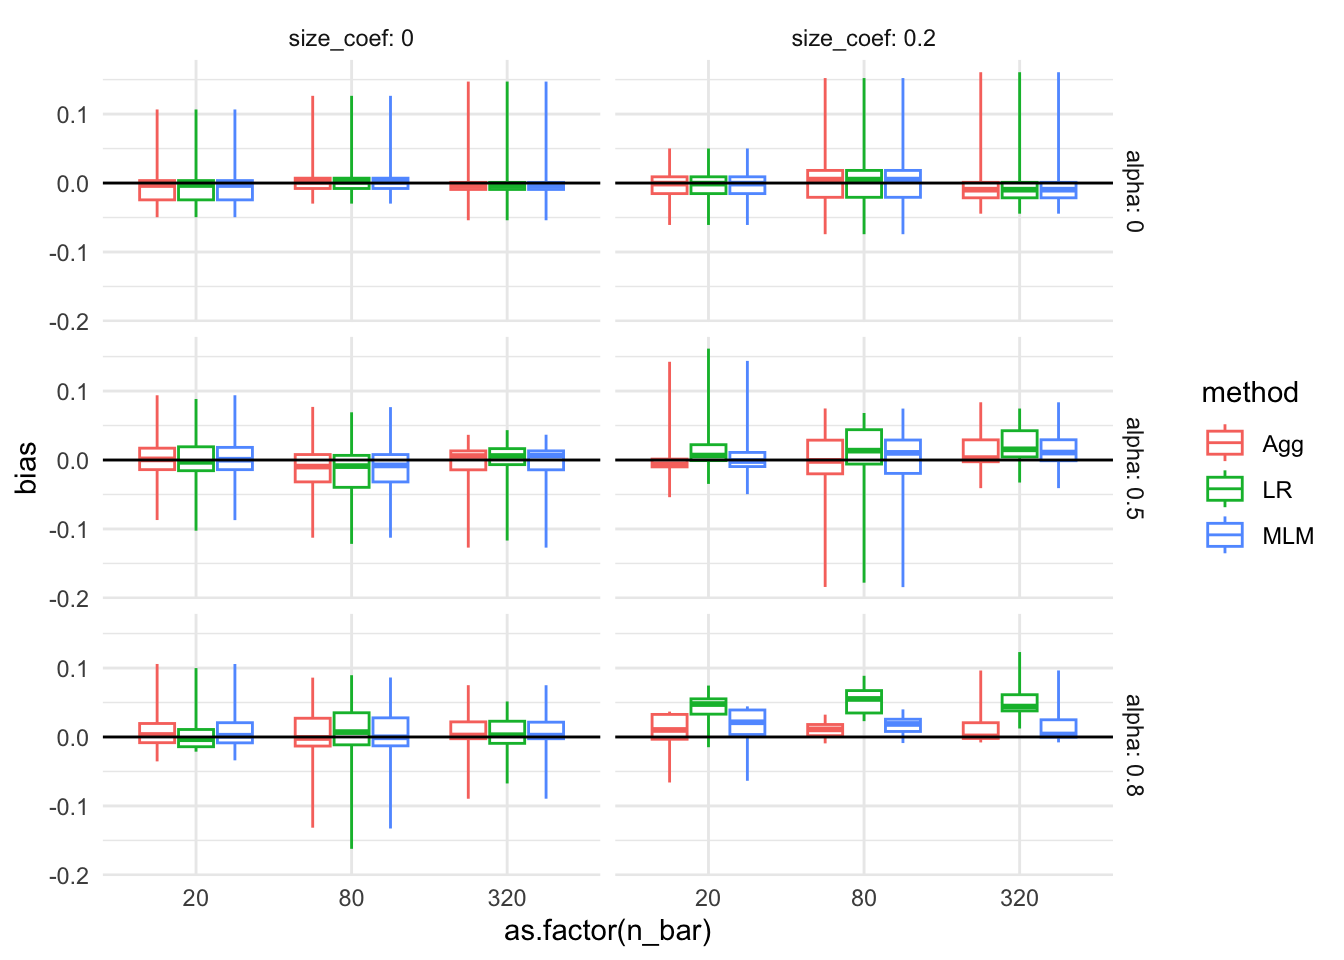 size_coef: 0
size_coef: 0.2
0.1
0.0
-0.1
-0.2
alpha: 0
0.1
0.0
-0.1
-0.2
alpha: 0.5
0.1
0.0
-0.1
-0.2
alpha: 0.8
20
80
320
20
80
320
as.factor(n_bar)
bias
method
Agg
LR
MLM